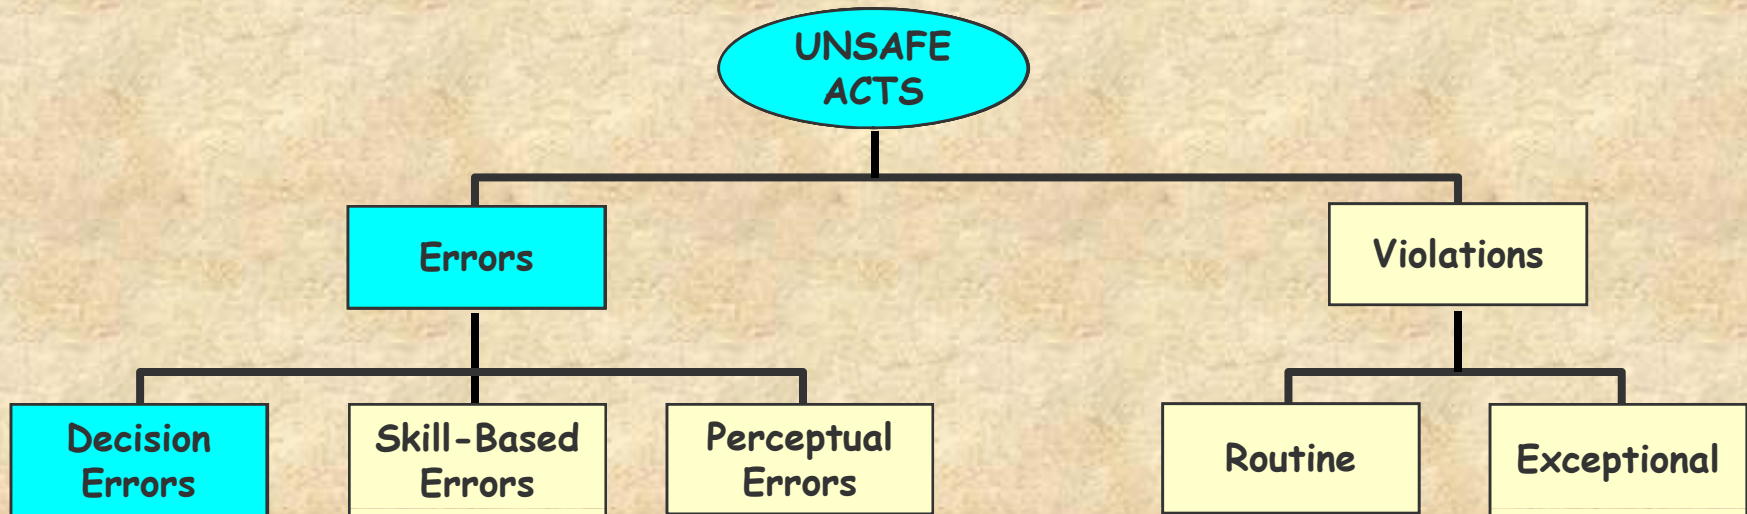 UNSAFE
ACTS
Errors
Violations
Decision
Errors
Skill-Based
Errors
Perceptual
Errors
Routine
Exceptional